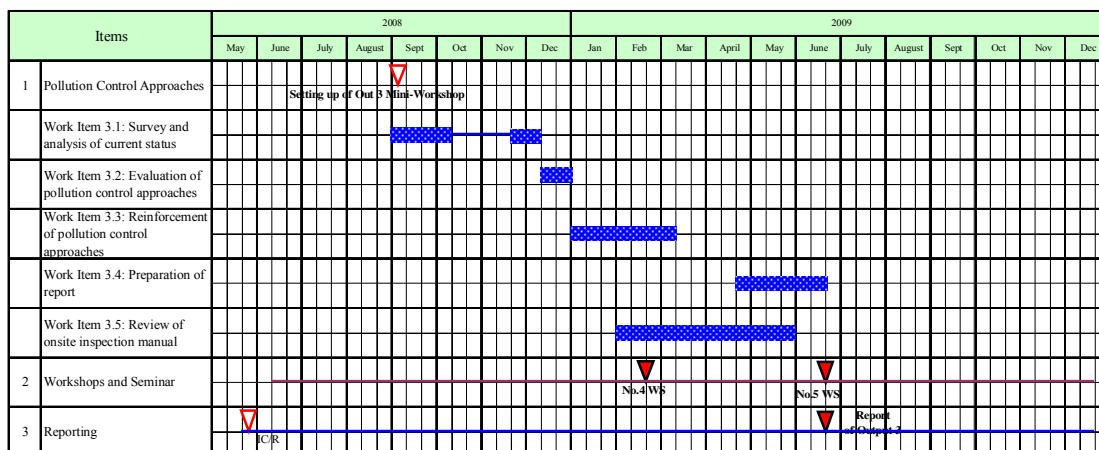 Items
2008
2009
May June July August Sept Oct Nov Dec Jan Feb Mar April May June July August Sept Oct Nov Dec
1 Pollution Control Approaches
Setting up of Out 3 Mini-Workshop
Work Item 3.1: Survey and
analysis of current status
Work Item 3.2: Evaluation of
pollution control approaches
Work Item 3.3: Reinforcement
of pollution control
approaches
Work Item 3.4: Preparation of
report
Work Item 3.5: Review of
onsite inspection manual
2 Workshops and Seminar
No.4 WS
No.5 WS
3 Reporting
IC/R
Report
of Output 3